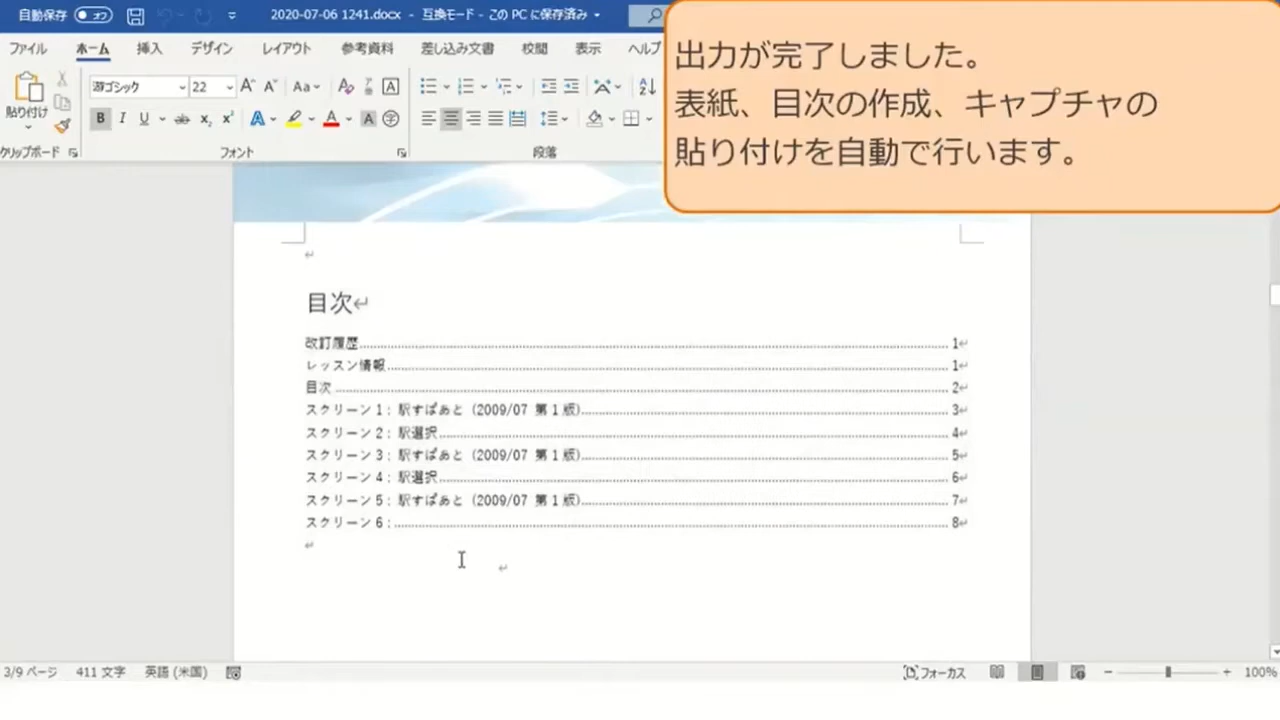 自動保存 オフ 2020-07-06 1241.docx - 互換モード - この PC に保存済み
ファイル ホーム 挿入 デザイン レイアウト 参考資料 差し込み文書 校閲 表示 ヘルプ
出力が完了しました。
表紙、目次の作成、キャプチャの
貼り付けを自動で行います。
游ゴシック 22 Aa
貼り付け
B I U
クリップボード フォント 段落
目次
改訂履歴 1
レッスン情報 1
目次 2
スクリーン 1： 駅すぱあと（2009/07 第１版） 3
スクリーン 2： 駅選択 4
スクリーン 3： 駅すぱあと（2009/07 第１版） 5
スクリーン 4： 駅選択 6
スクリーン 5： 駅すぱあと（2009/07 第１版） 7
スクリーン 6： 8
3/9 ページ 411 文字 英語 (米国) フォーカス 100%